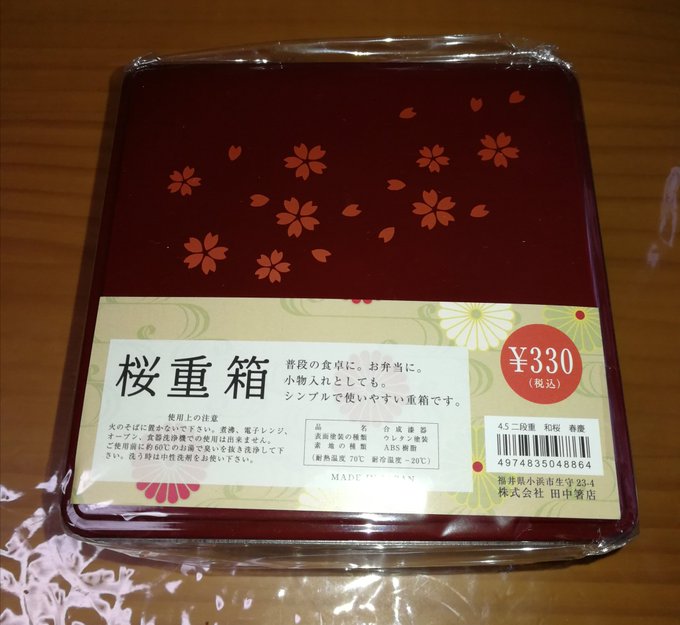 桜重箱
普段の食卓に。お弁当に。
小物入れとしても。
シンプルで使いやすい重箱です。
¥330
(税込)
使用上の注意
火のそばに置かないで下さい。煮沸、電子レンジ、
オーブン、食器洗浄機での使用は出来ません。
ご使用前に約60℃のお湯で臭いを抜き洗浄して下
さい。洗う時は中性洗剤をお使い下さい。
品名 合成漆器
表面塗装の種類 ウレタン塗装
素地の種類 ABS樹脂
(耐熱温度 70℃ 耐冷温度 −20℃)
MADE IN JAPAN
4.5 二段重 和桜 春慶
4974835048864
福井県小浜市生守23-4
株式会社 田中箸店